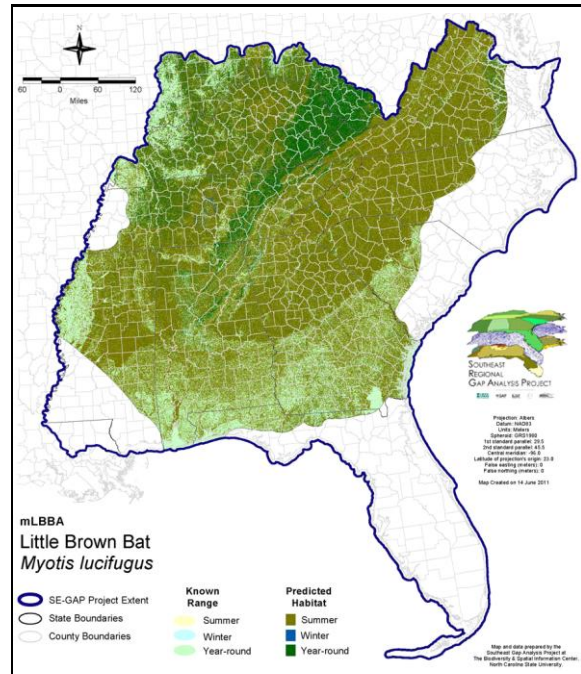 N
60 0 60 120
Miles
SOUTHEAST
REGIONAL
GAP ANALYSIS PROJECT
Projection: Albers
Datum: NAD83
Units: Meters
Spheroid: GRS1980
1st standard parallel: 29.5
2nd standard parallel: 45.5
Central meridian: -96.0
Latitude of projection's origin: 23.0
False easting (meters): 0
False northing (meters): 0
Map Created on 14 June 2011
mLBBA
Little Brown Bat
Myotis lucifugus
SE-GAP Project Extent
State Boundaries
County Boundaries
Known
Range
Summer
Winter
Year-round
Predicted
Habitat
Summer
Winter
Year-round
Map and data prepared by the
Southeast Gap Analysis Project at
The Biodiversity & Spatial Information Center,
North Carolina State University.